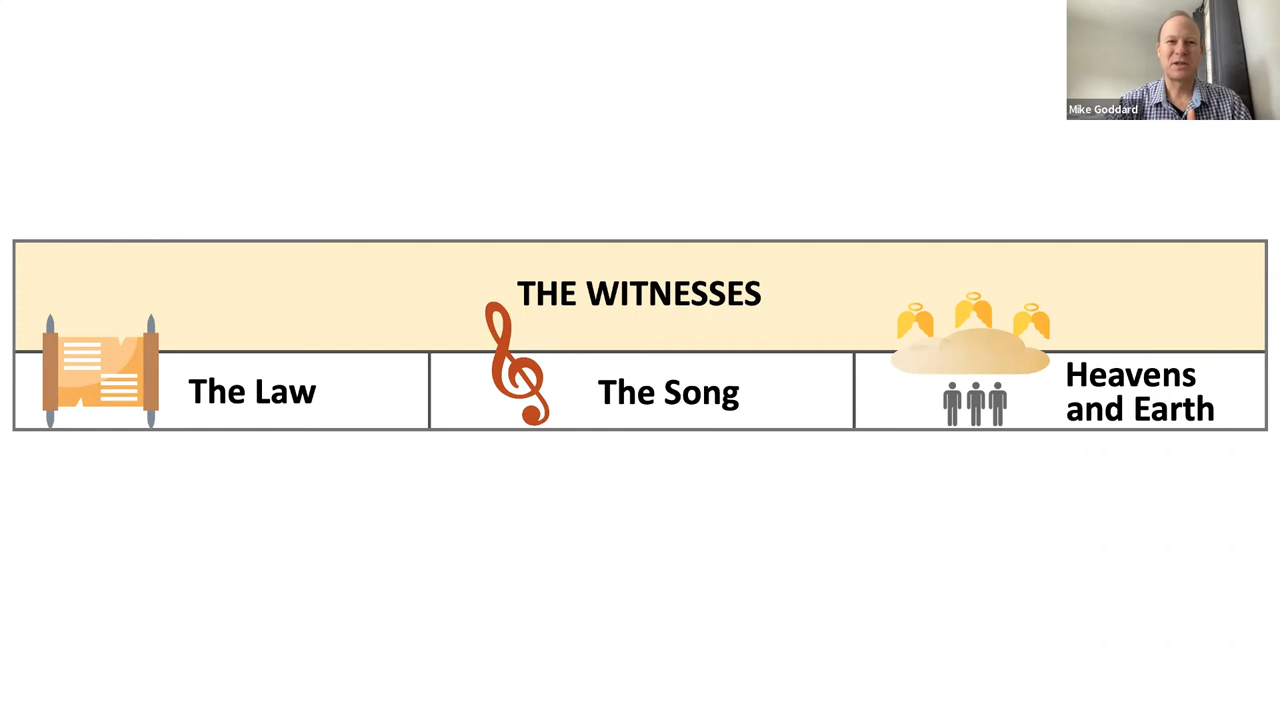 Mike Goddard
THE WITNESSES
The Law
The Song
Heavens
and Earth